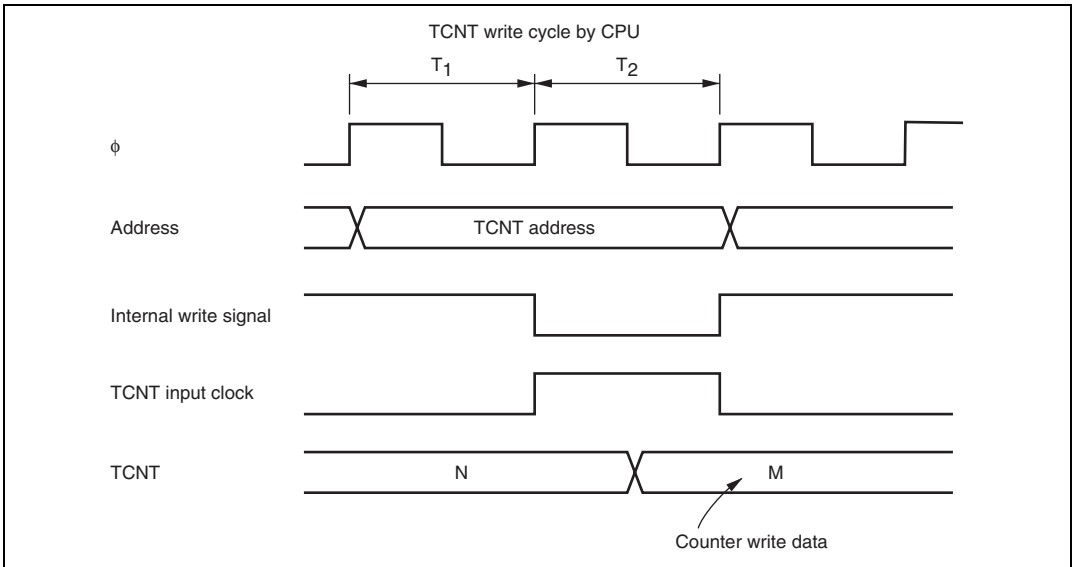 TCNT write cycle by CPU
T1 T2
ϕ
Address TCNT address
Internal write signal
TCNT input clock
TCNT N M
Counter write data